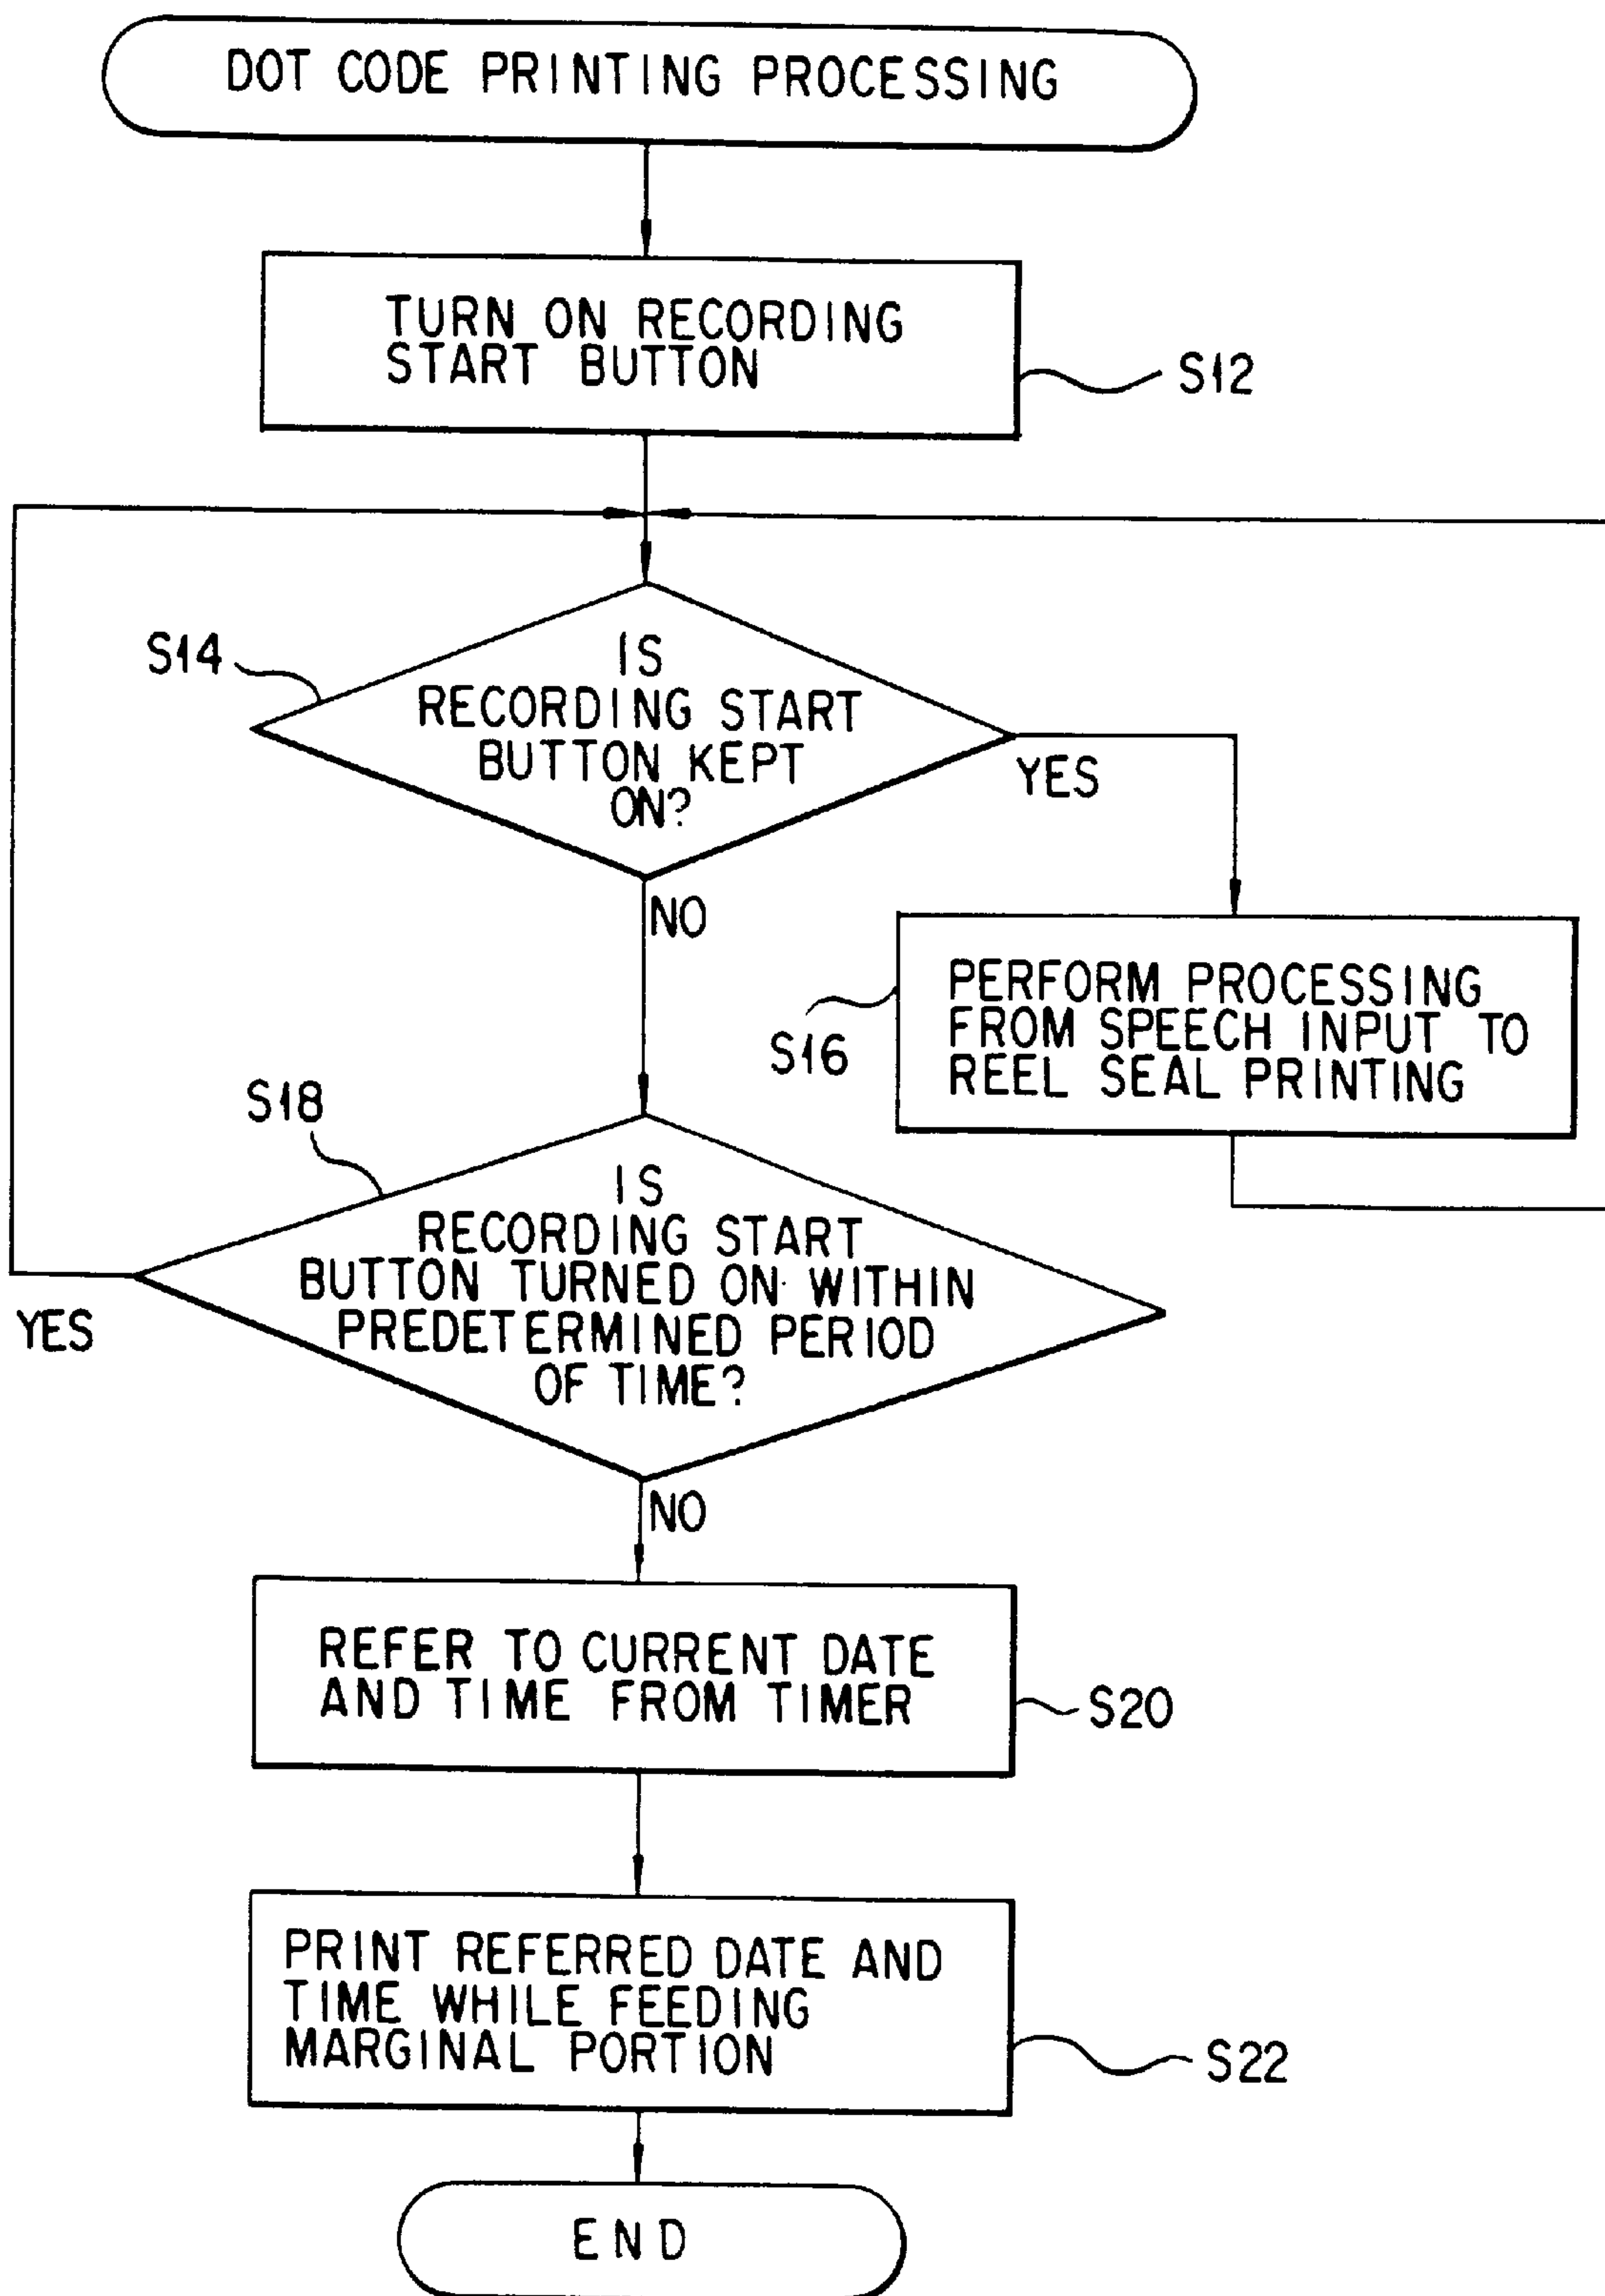 DOT CODE PRINTING PROCESSING
TURN ON RECORDING
START BUTTON
S12
S14
IS
RECORDING START
BUTTON KEPT
ON?
YES
NO
PERFORM PROCESSING
FROM SPEECH INPUT TO
REEL SEAL PRINTING
S16
S18
IS
RECORDING START
BUTTON TURNED ON WITHIN
PREDETERMINED PERIOD
OF TIME?
YES
NO
REFER TO CURRENT DATE
AND TIME FROM TIMER
S20
PRINT REFERRED DATE AND
TIME WHILE FEEDING
MARGINAL PORTION
S22
END